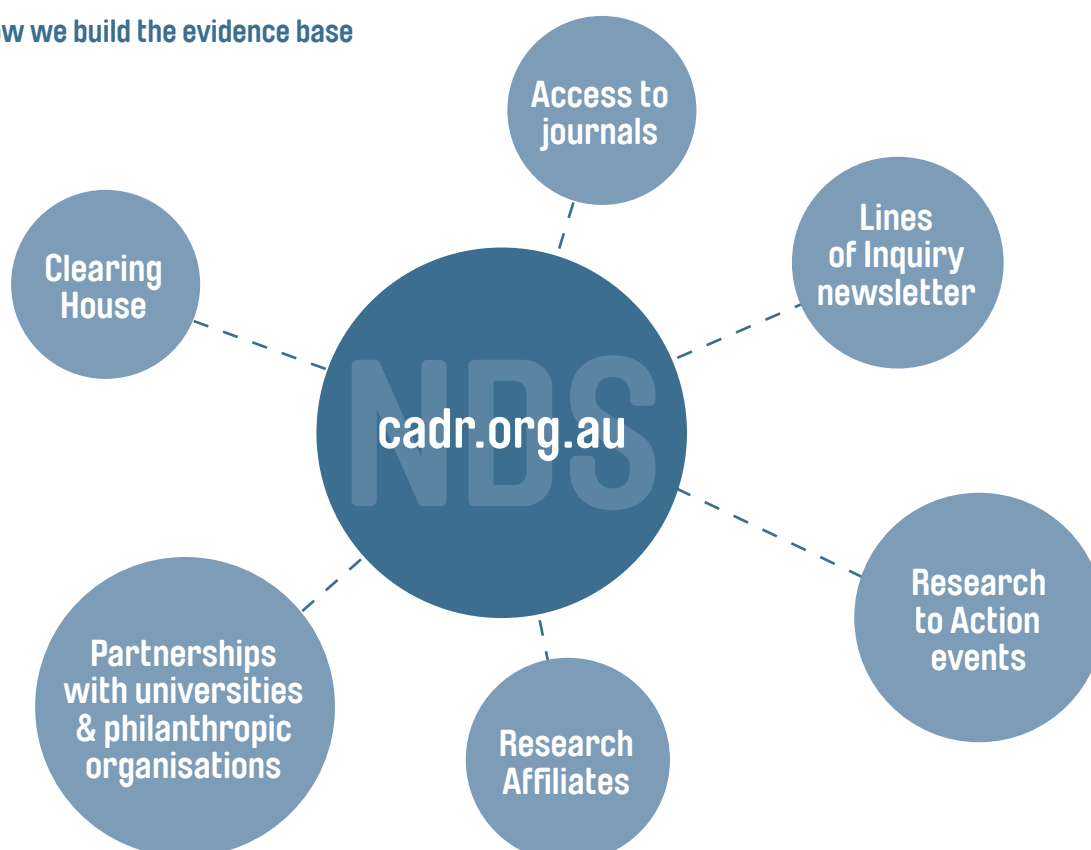 w we build the evidence base
Access to
journals
Lines
of Inquiry
newsletter
Clearing
House
NDS
cadr.org.au
Research
to Action
events
Partnerships
with universities
& philanthropic
organisations
Research
Affiliates